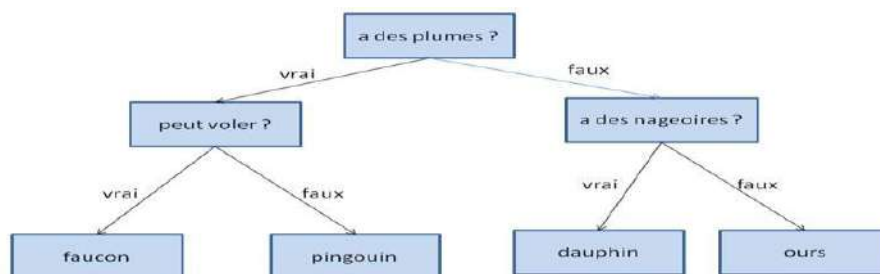 a des plumes ?
vrai
faux
peut voler ?
a des nageoires ?
vrai
faux
vrai
faux
faucon
pingouin
dauphin
ours